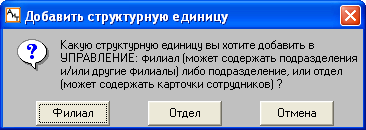 Добавить структурную единицу
Какую структурную единицу вы хотите добавить в
УПРАВЛЕНИЕ: филиал (может содержать подразделения
и/или другие филиалы) либо подразделение, или отдел
(может содержать карточки сотрудников) ?
Филиал
Отдел
Отмена